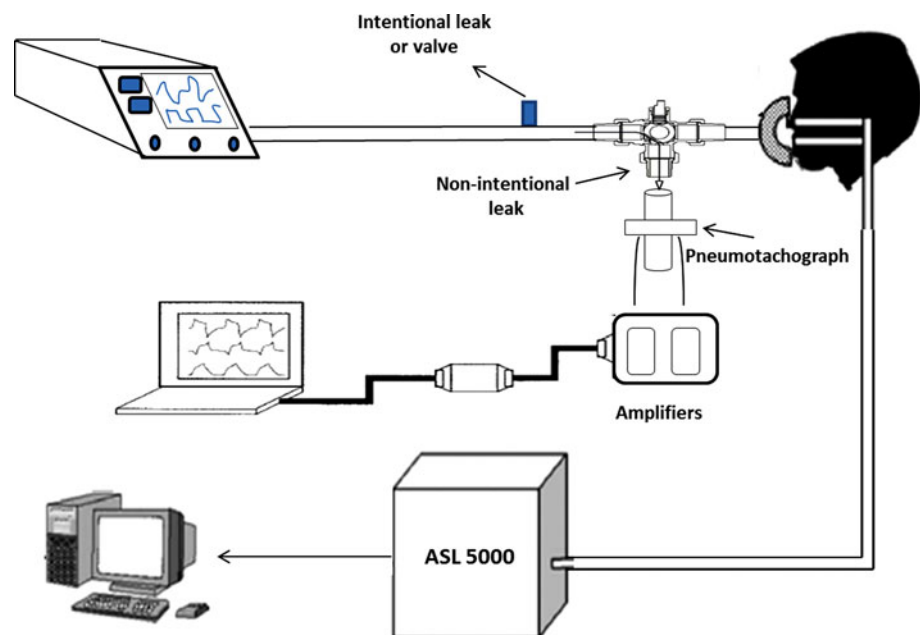 Intentional leak
or valve
Non-intentional
leak
Pneumotachograph
Amplifiers
ASL 5000